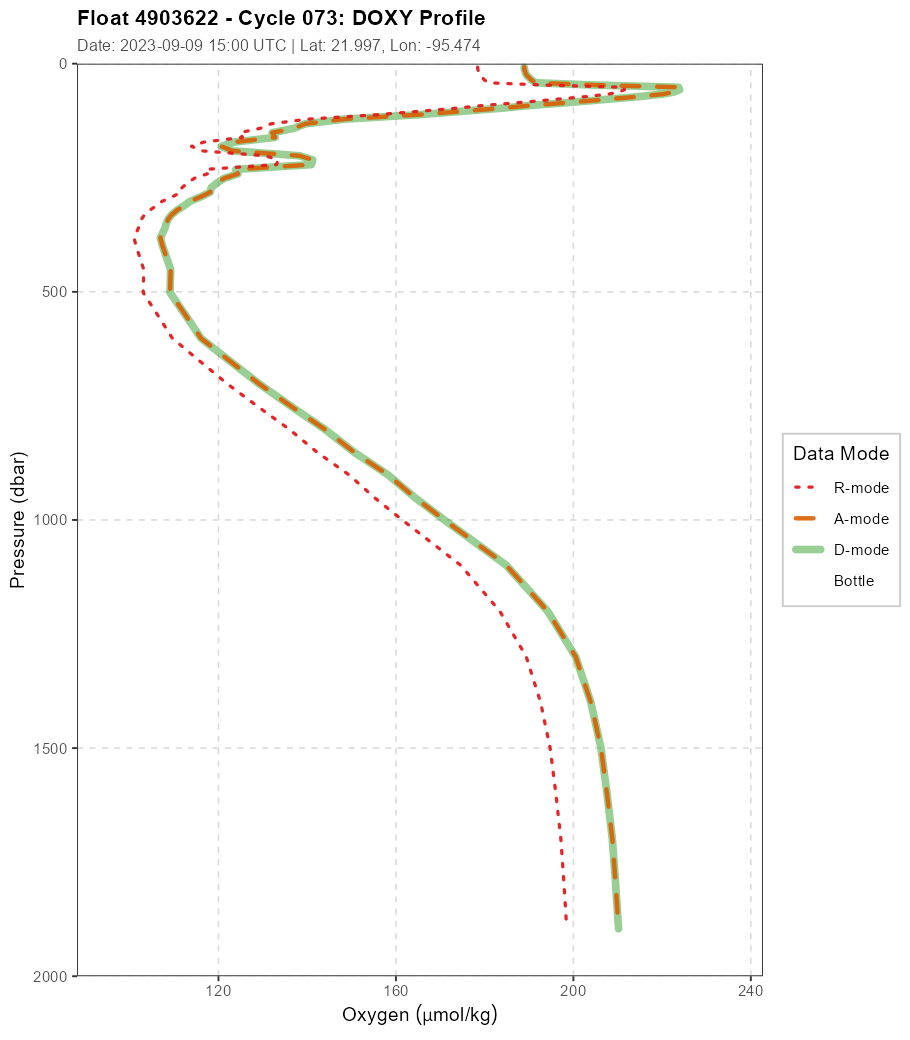 Float 4903622 - Cycle 073: DOXY Profile
Date: 2023-09-09 15:00 UTC | Lat: 21.997, Lon: -95.474
0
500
1000
1500
2000
Pressure (dbar)
120 160 200 240
Oxygen (μmol/kg)
Data Mode
R-mode
A-mode
D-mode
Bottle